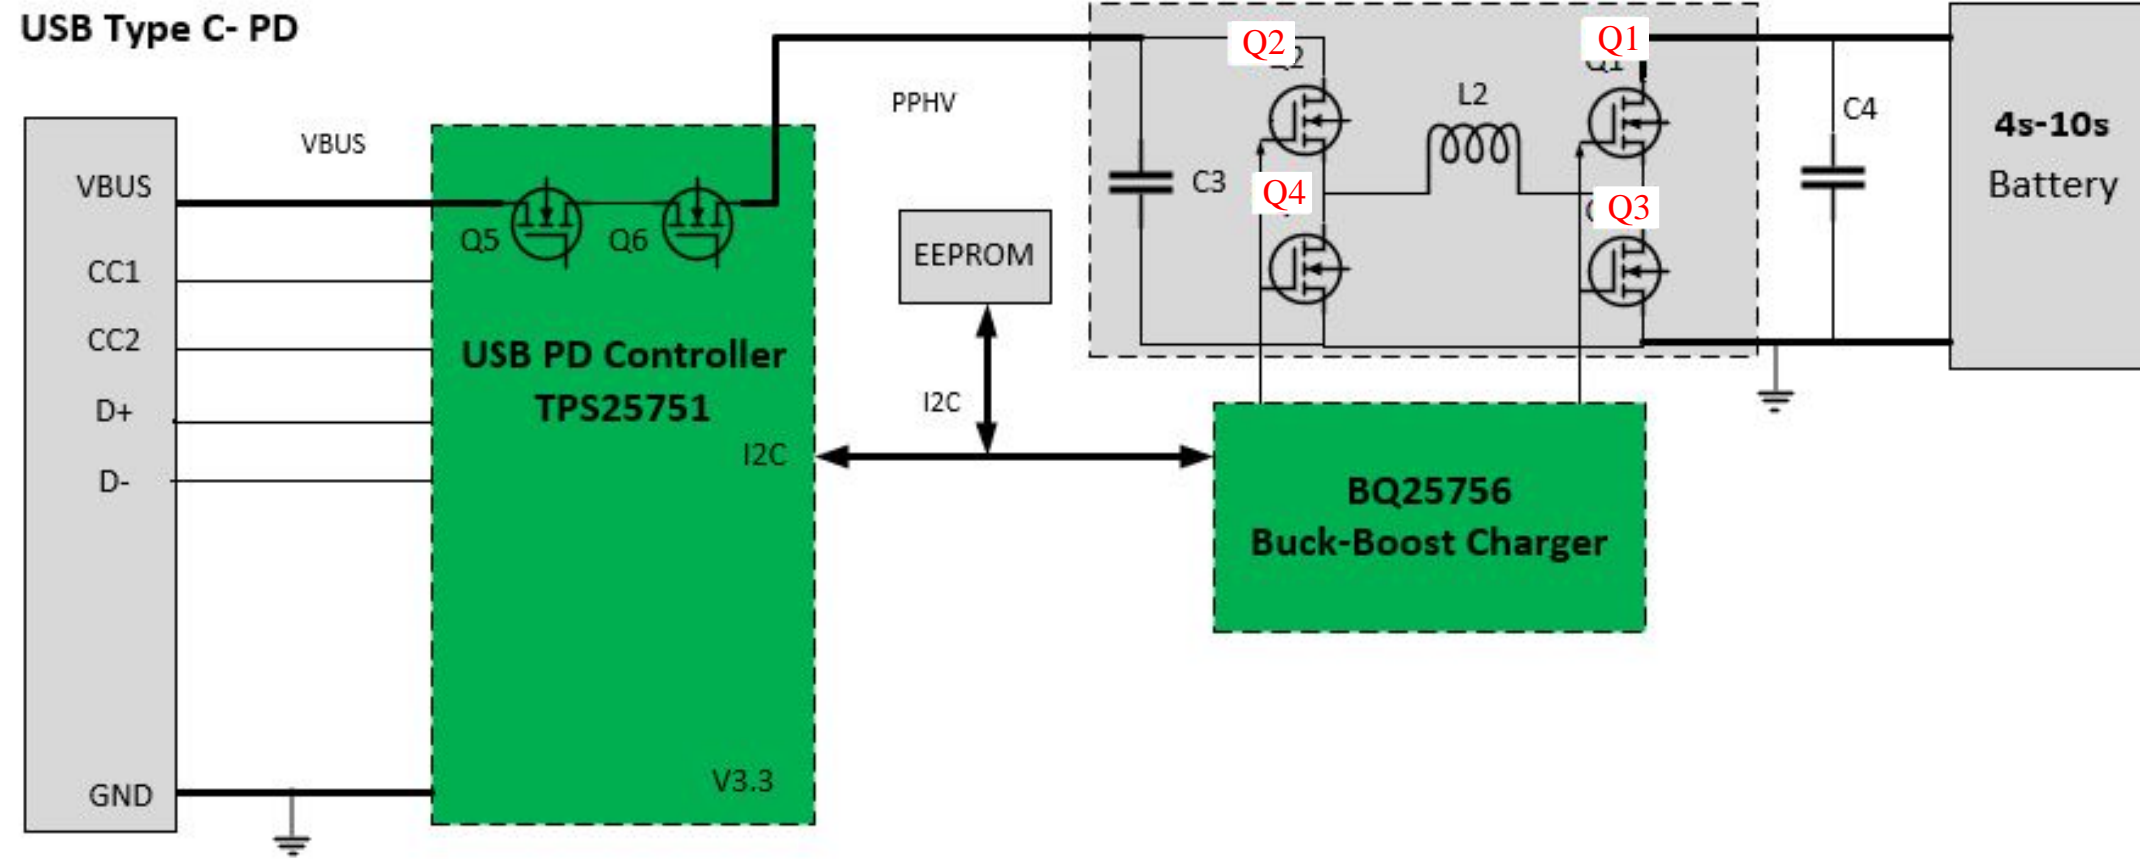 USB Type C- PD
VBUS
CC1
CC2
D+
D-
GND
VBUS
Q5
Q6
USB PD Controller
TPS25751
I2C
V3.3
PPHV
EEPROM
I2C
C3
Q2
Q4
L2
Q1
Q3
C4
4s-10s
Battery
BQ25756
Buck-Boost Charger